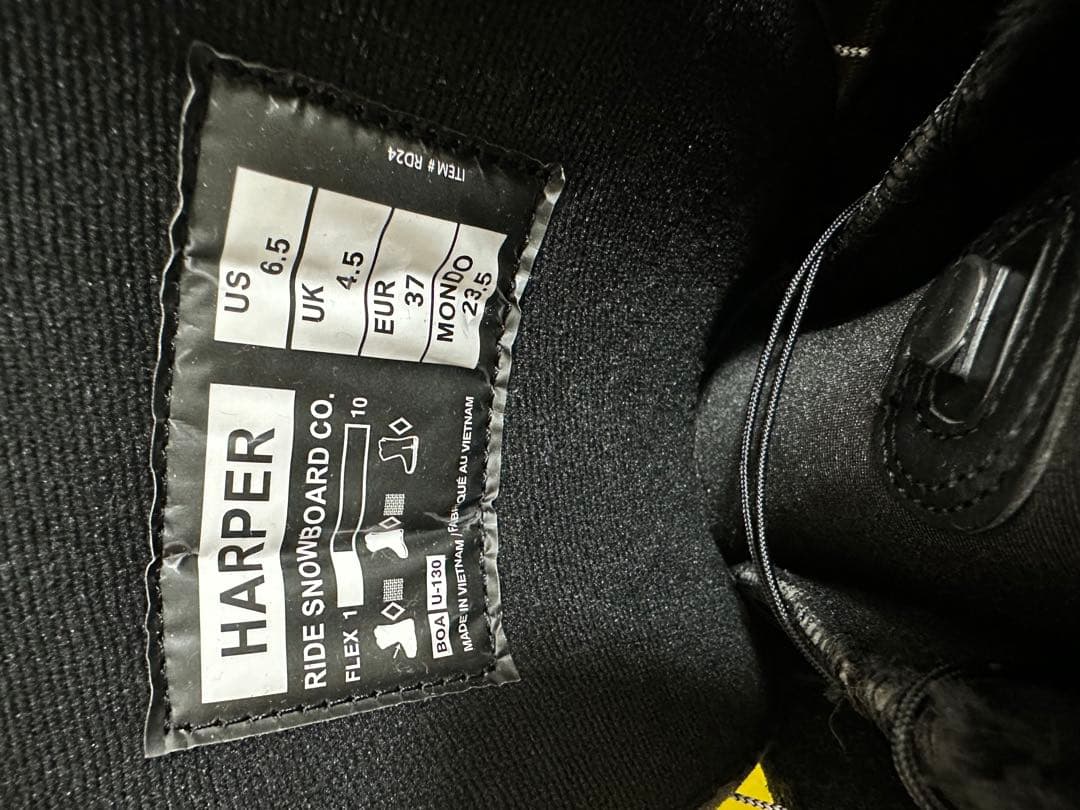 HARPER
RIDE SNOWBOARD CO.
FLEX 1 10
BOA U-130
MADE IN VIETNAM / FABRIQUÉ AU VIETNAM
US 6.5
UK 4.5
EUR 37
MONDO 23.5
ITEM # RD24